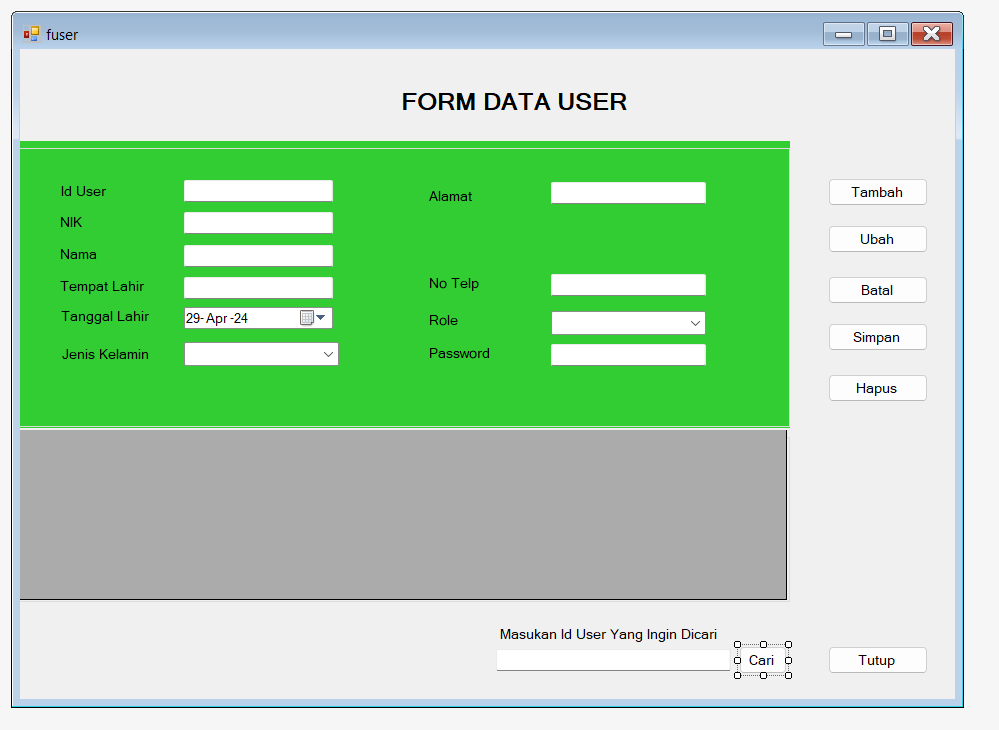 fuser
FORM DATA USER
Id User
NIK
Nama
Tempat Lahir
Tanggal Lahir
29- Apr -24
Jenis Kelamin
Alamat
No Telp
Role
Password
Tambah
Ubah
Batal
Simpan
Hapus
Masukan Id User Yang Ingin Dicari
Cari
Tutup